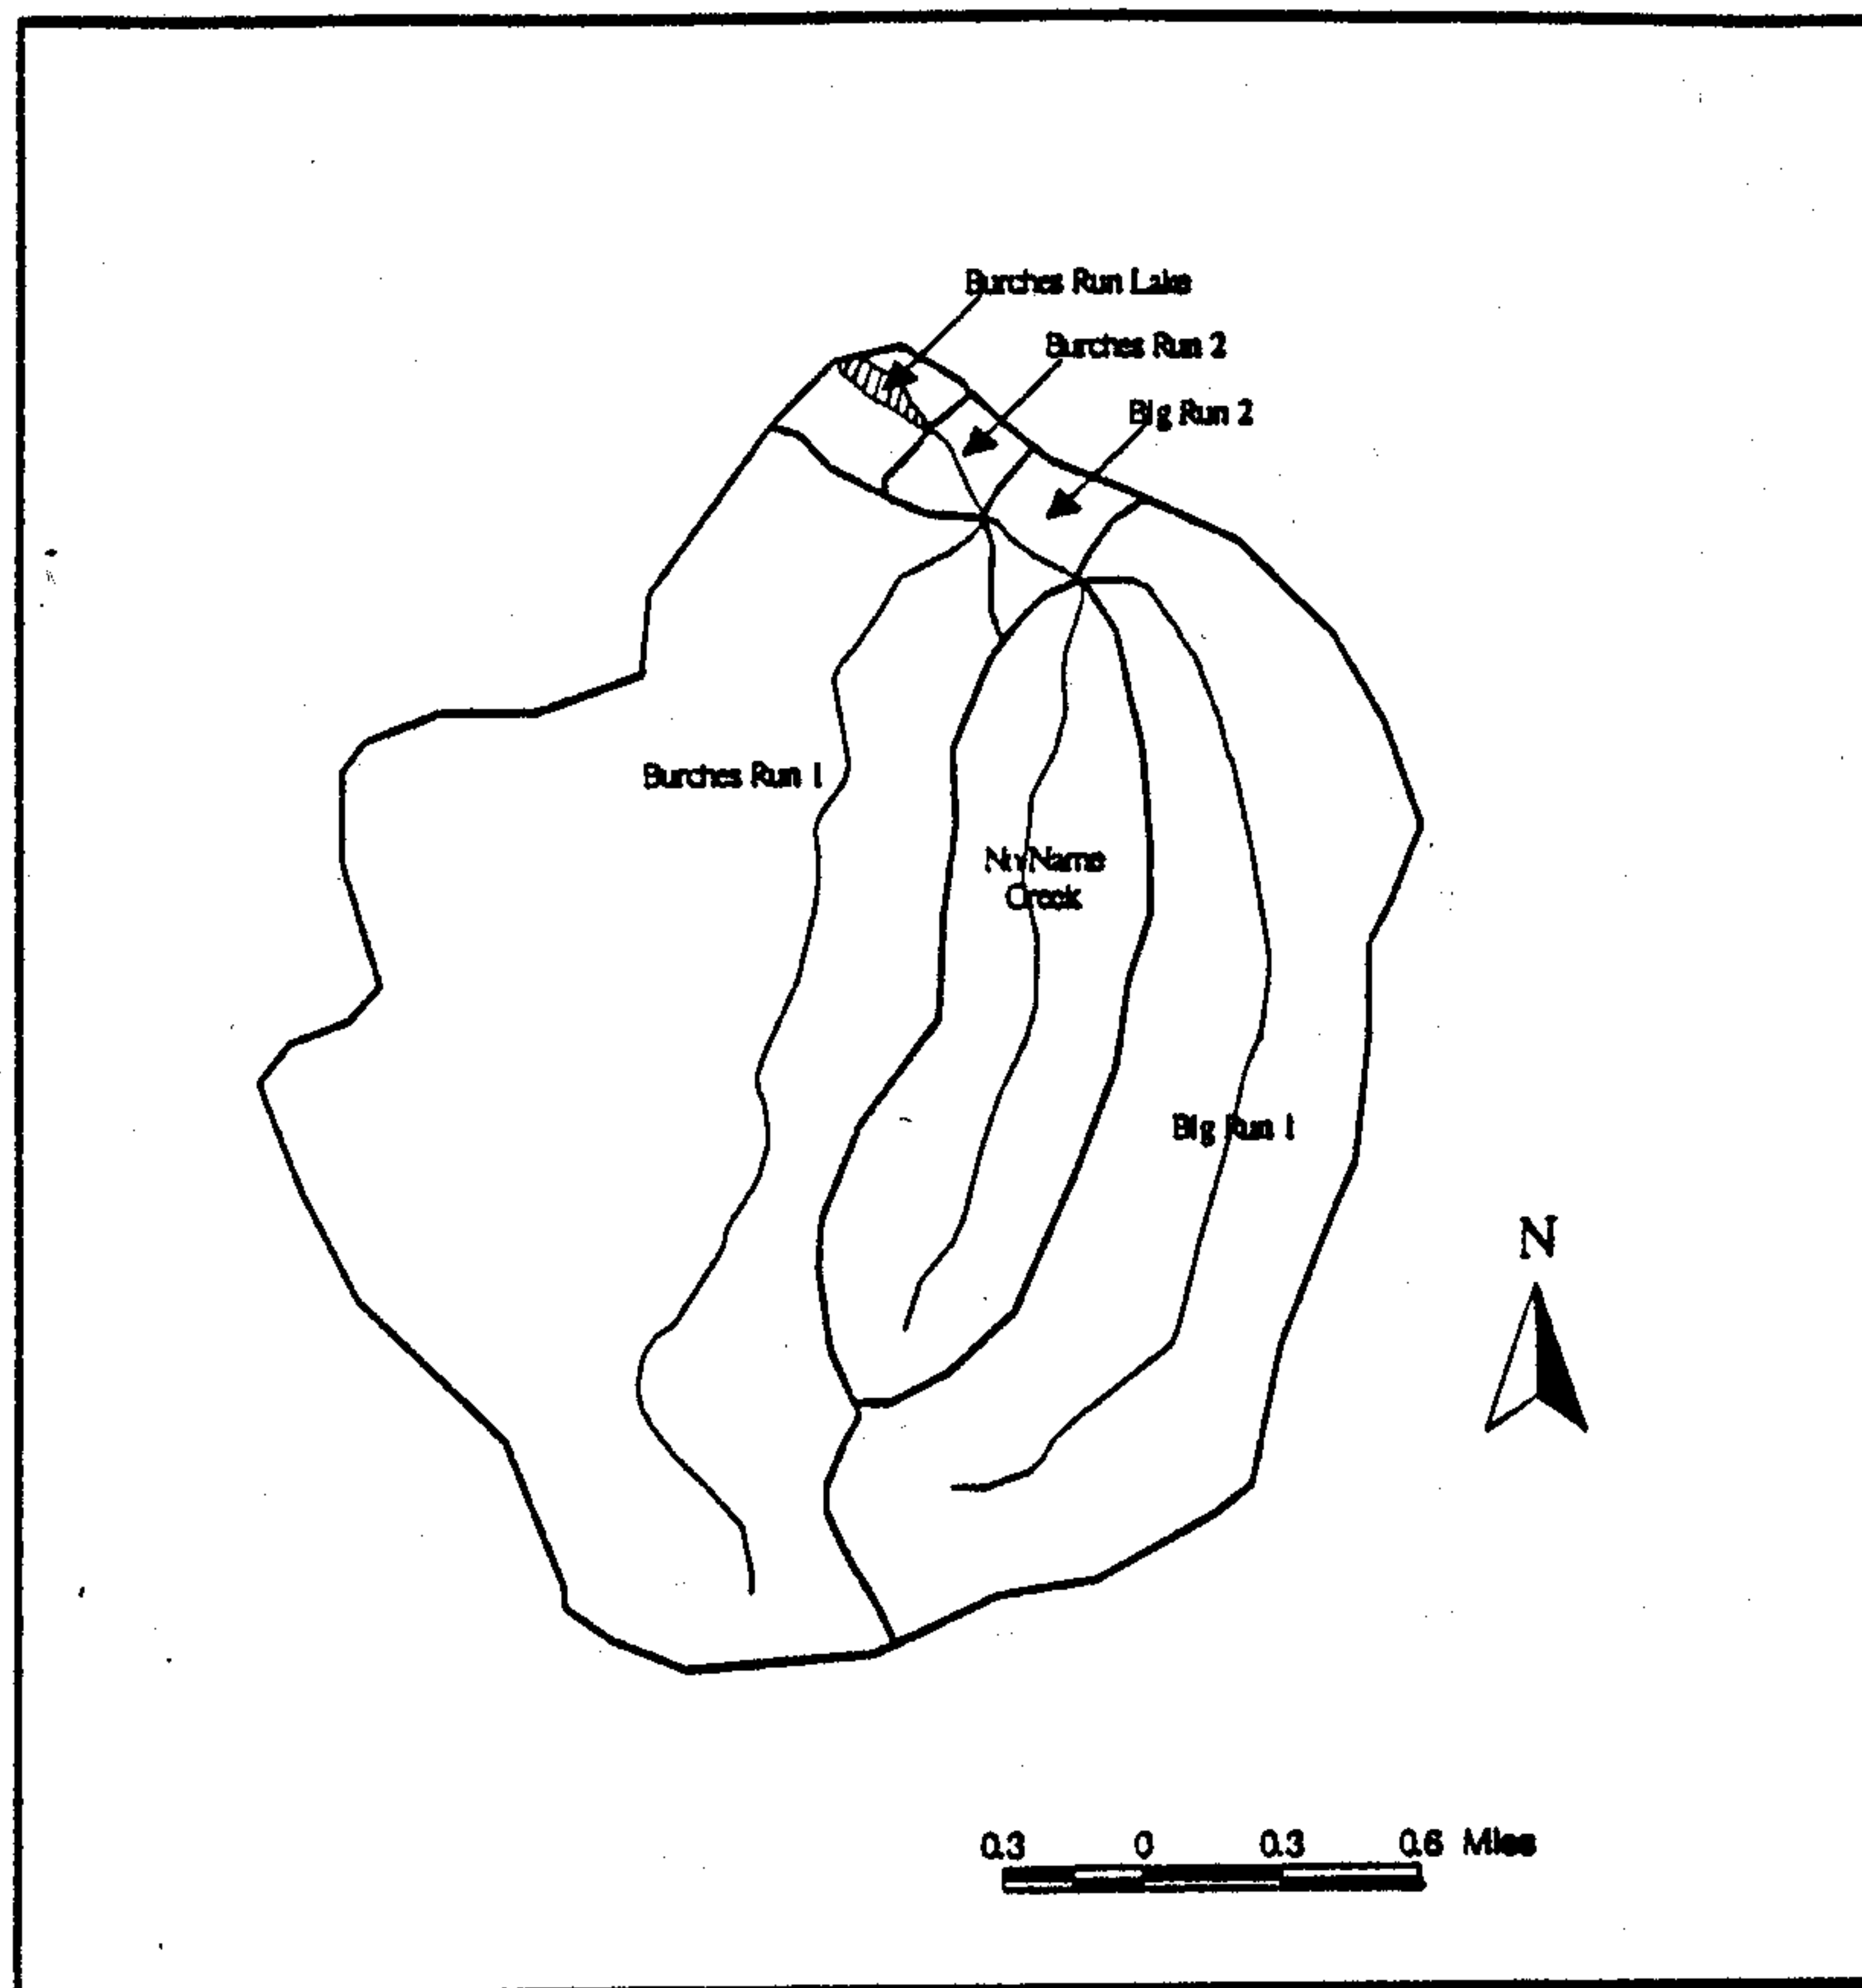 Burches Run Lake
Burches Run 2
Big Run 2
Burches Run 1
No Name
Creek
Big Run 1
N
0.3 0 0.3 0.6 Miles